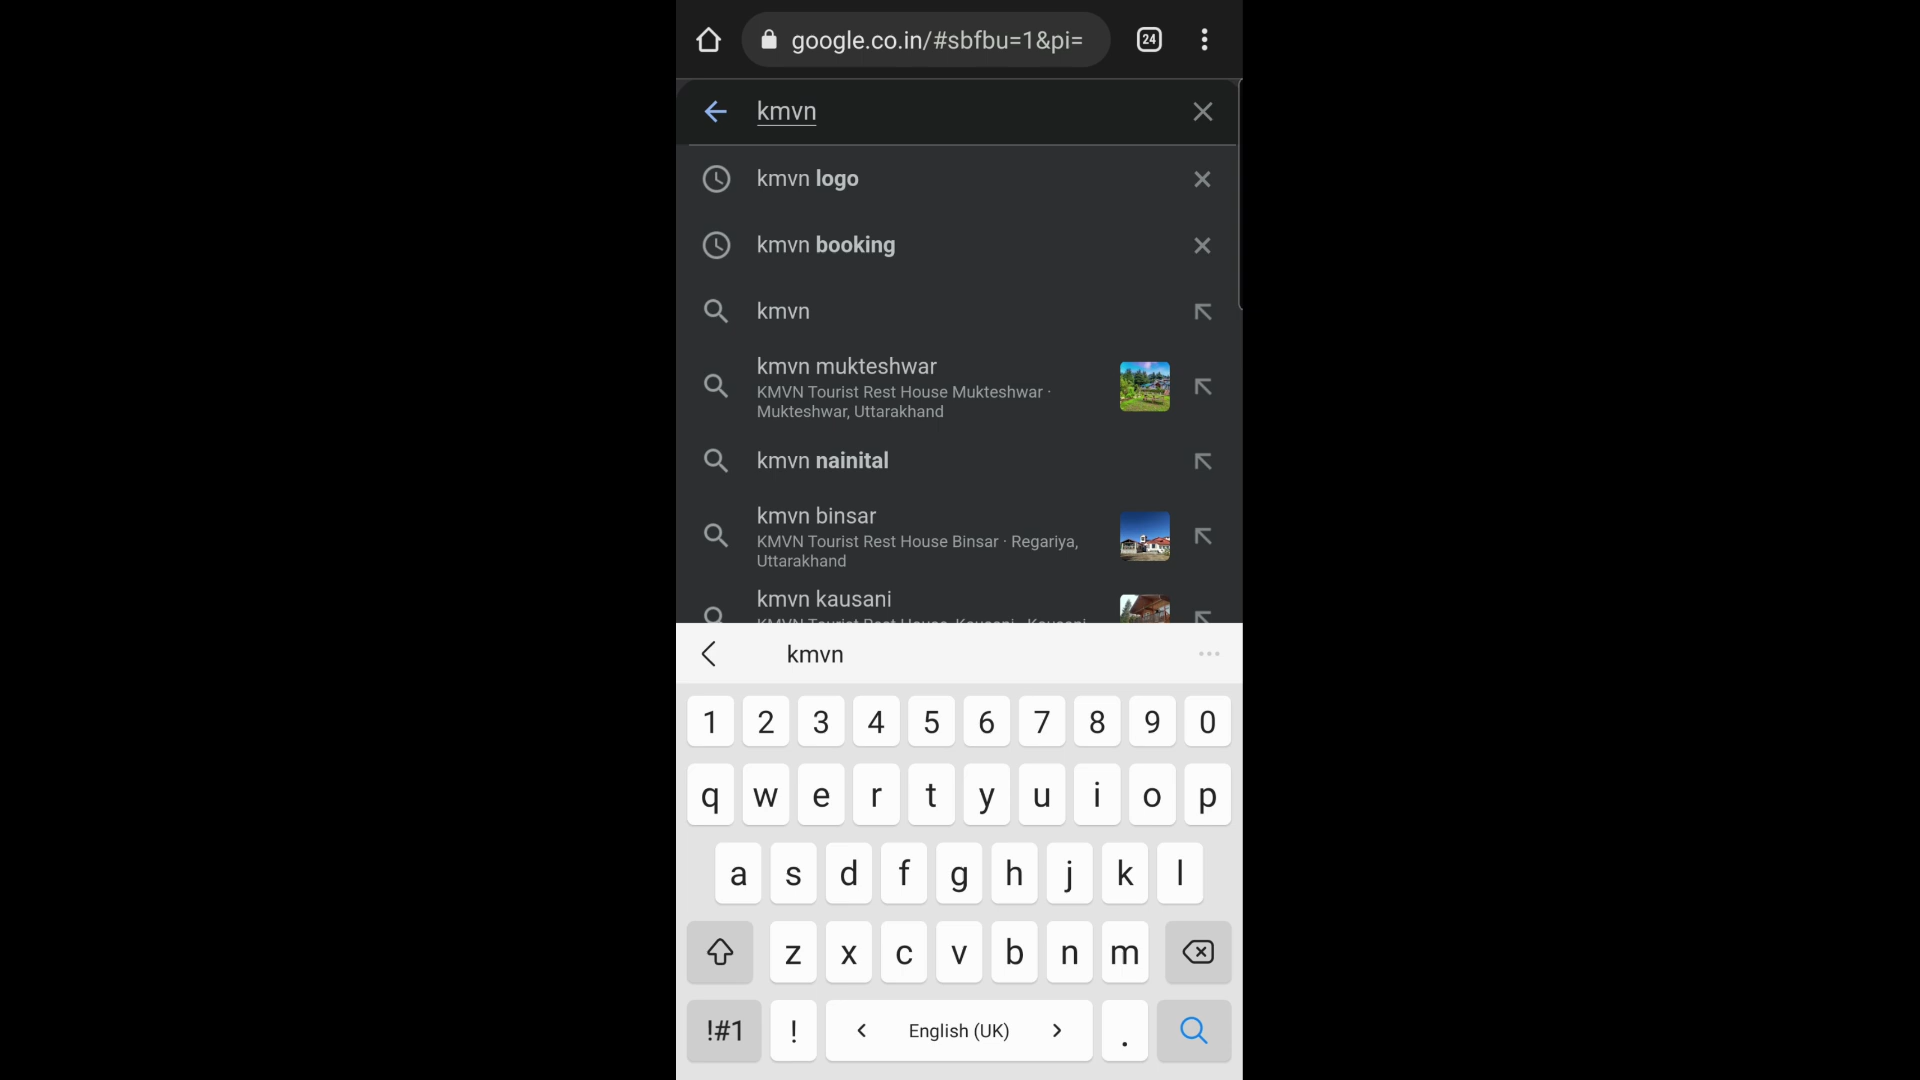 24
google.co.in/#sbfbu=1&pi=
kmvn
kmvn logo
kmvn booking
kmvn
kmvn mukteshwar
KMVN Tourist Rest House Mukteshwar ·
Mukteshwar, Uttarakhand
kmvn nainital
kmvn binsar
KMVN Tourist Rest House Binsar · Regariya,
Uttarakhand
kmvn kausani
KMVN Tourist Rest House, Kausani · Kausani
kmvn
1 2 3 4 5 6 7 8 9 0
q w e r t y u i o p
a s d f g h j k l
z x c v b n m
!#1 ! < English (UK) > .